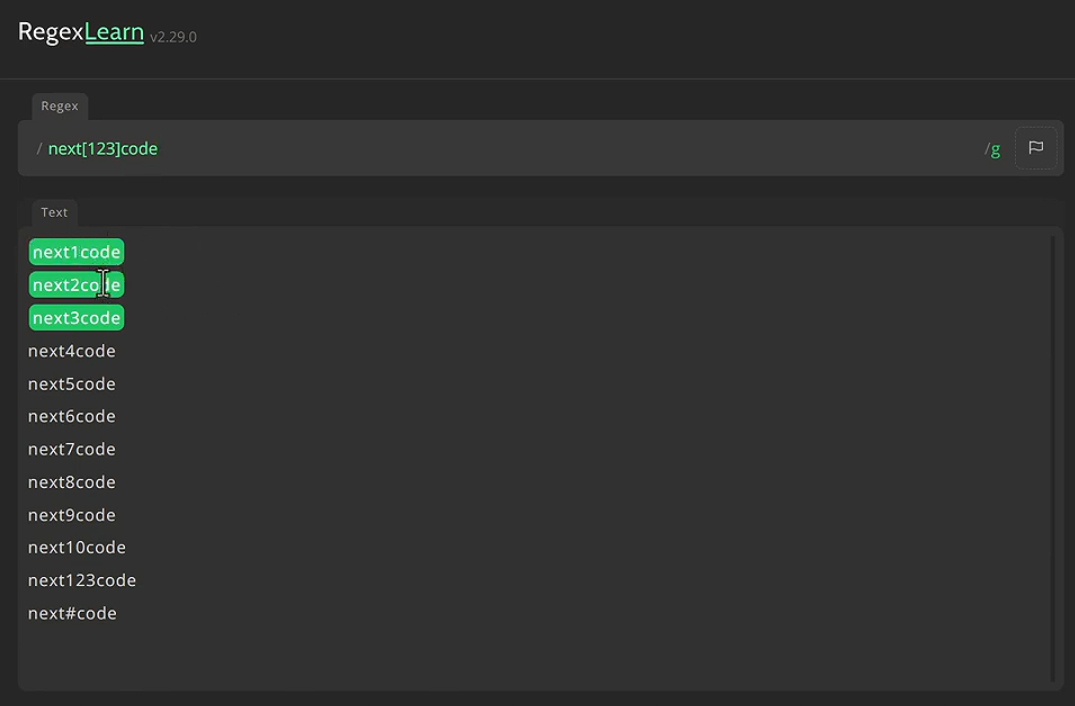 RegexLearn v2.29.0
Regex
/ next[123]code /g
Text
next1code
next2code
next3code
next4code
next5code
next6code
next7code
next8code
next9code
next10code
next123code
next#code